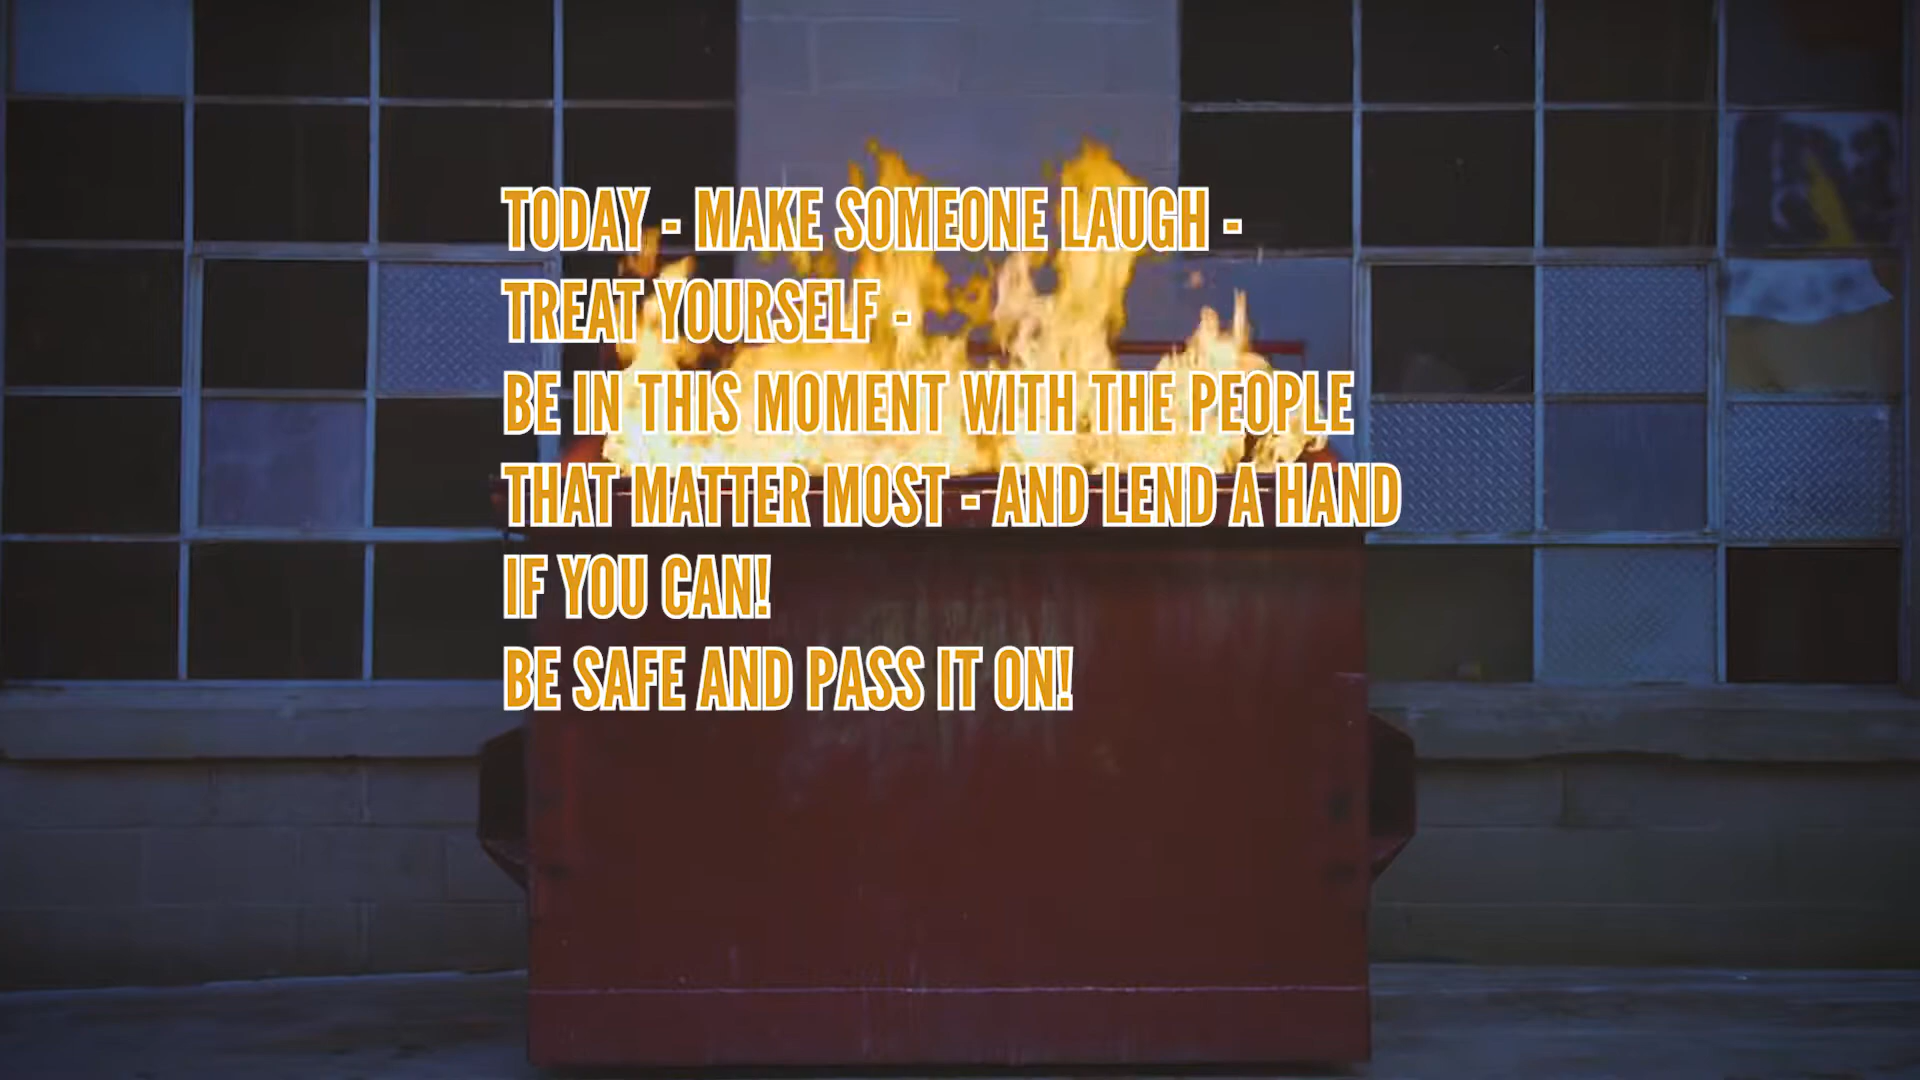 TODAY - MAKE SOMEONE LAUGH -
TREAT YOURSELF -
BE IN THIS MOMENT WITH THE PEOPLE
THAT MATTER MOST - AND LEND A HAND
IF YOU CAN!
BE SAFE AND PASS IT ON!